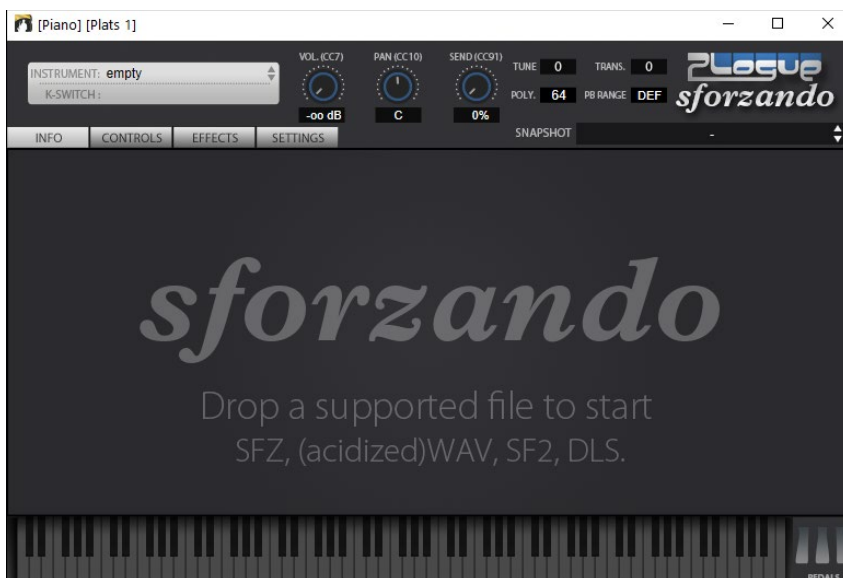 [Piano] [Plats 1]
INSTRUMENT: empty
K-SWITCH :
VOL. (CC7)
-oo dB
PAN (CC10)
C
SEND (CC91)
0%
TUNE 0 TRANS. 0
POLY. 64 PB RANGE DEF
Plogue
sforzando
INFO CONTROLS EFFECTS SETTINGS
SNAPSHOT -
sforzando
Drop a supported file to start
SFZ, (acidized)WAV, SF2, DLS.
PEDALS